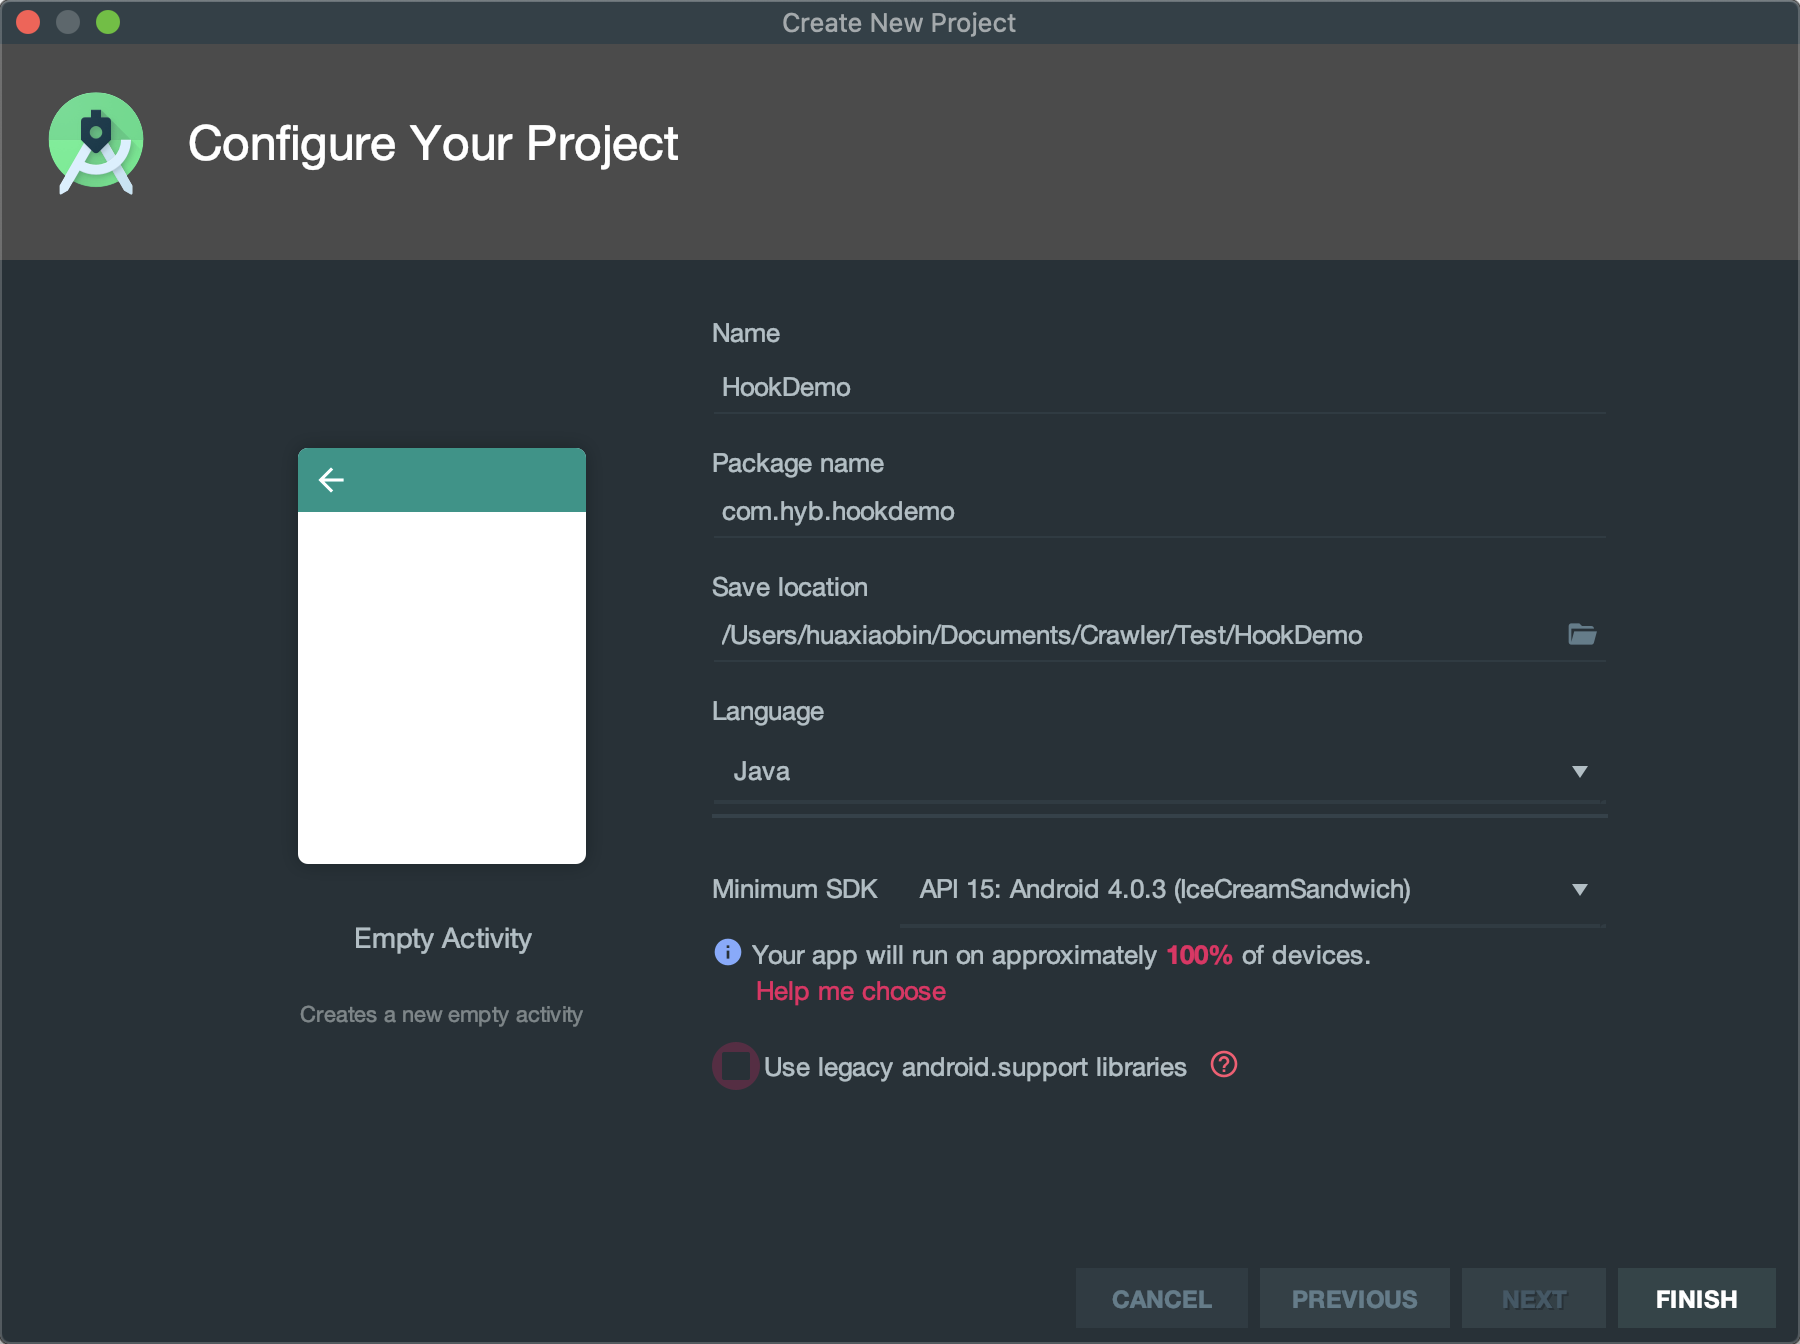 Create New Project
Configure Your Project
Name
HookDemo
Package name
com.hyb.hookdemo
Save location
/Users/huaxiaobin/Documents/Crawler/Test/HookDemo
Language
Java
Minimum SDK API 15: Android 4.0.3 (IceCreamSandwich)
Your app will run on approximately 100% of devices.
Help me choose
Use legacy android.support libraries
Empty Activity
Creates a new empty activity
CANCEL PREVIOUS NEXT FINISH